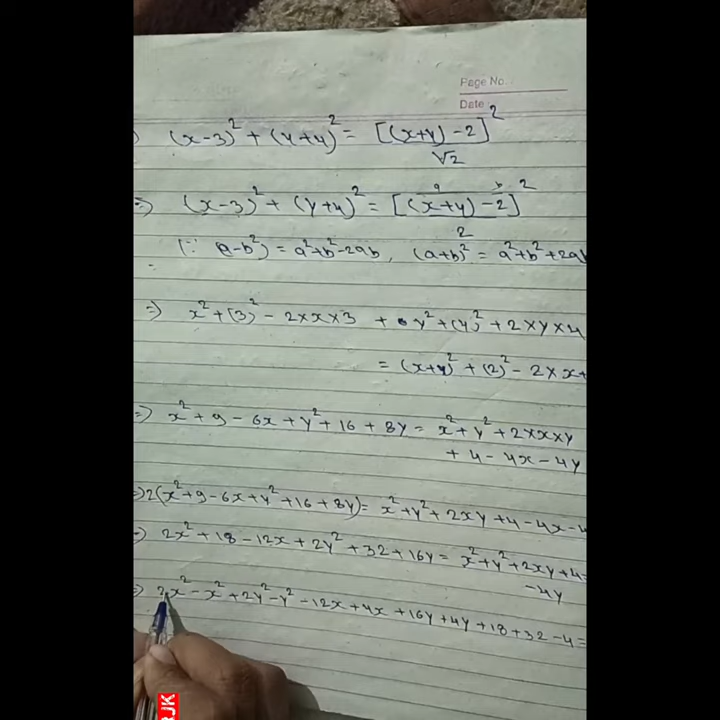 Page No.
Date
) (x-3)² + (y+4)² = [(x+y) -2]²
√2
=) (x-3)² + (y+4)² = [(x+y) -2]²
a b
2
(∵ (a-b²) = a²+b²-2ab, (a+b)² = a²+b²+2ab
=) x² + (3)² - 2×x×3 + y² + (4)² + 2×y×4
= (x+y)² + (2)² - 2×x+
=) x² + 9 - 6x + y² + 16 + 8y = x² + y² + 2×x×y
+ 4 - 4x - 4y
=) 2(x²+9-6x+y²+16+8y) = x²+y²+2xy+4-4x-4
=) 2x² + 18 - 12x + 2y² + 32 + 16y = x²+y²+2xy+4-
-4y
=) 2x² - x² + 2y² - y² - 12x + 4x + 16y + 4y + 18 + 32 - 4 =
RJK